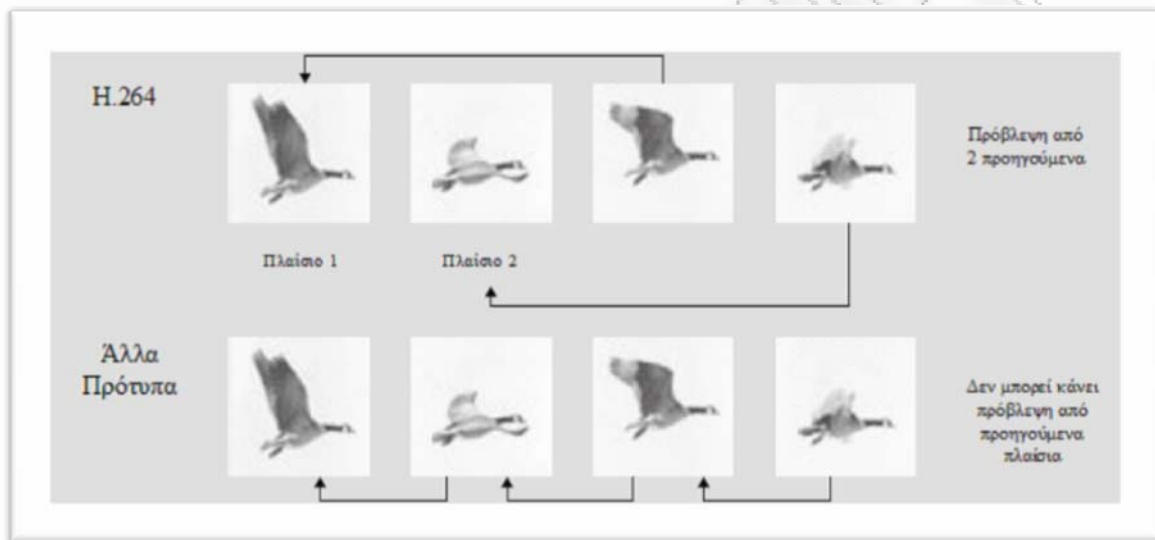 H.264
Πρόβλεψη από
2 προηγούμενα
Πλαίσιο 1
Πλαίσιο 2
Άλλα
Πρότυπα
Δεν μπορεί κάνει
πρόβλεψη από
προηγούμενα
πλαίσια